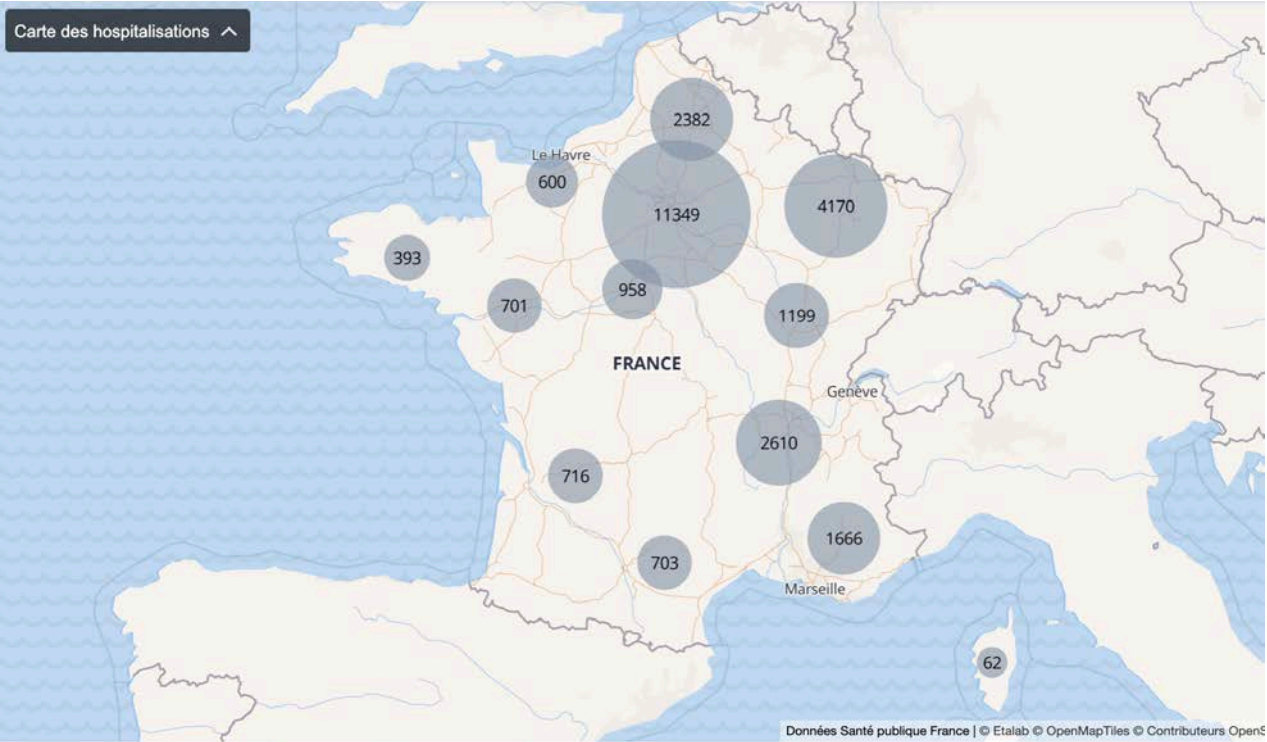 Carte des hospitalisations
2382
Le Havre
600
11349
4170
393
958
701
1199
FRANCE
Genève
2610
716
1666
703
Marseille
62
Données Santé publique France | © Etalab © OpenMapTiles © Contributeurs OpenS